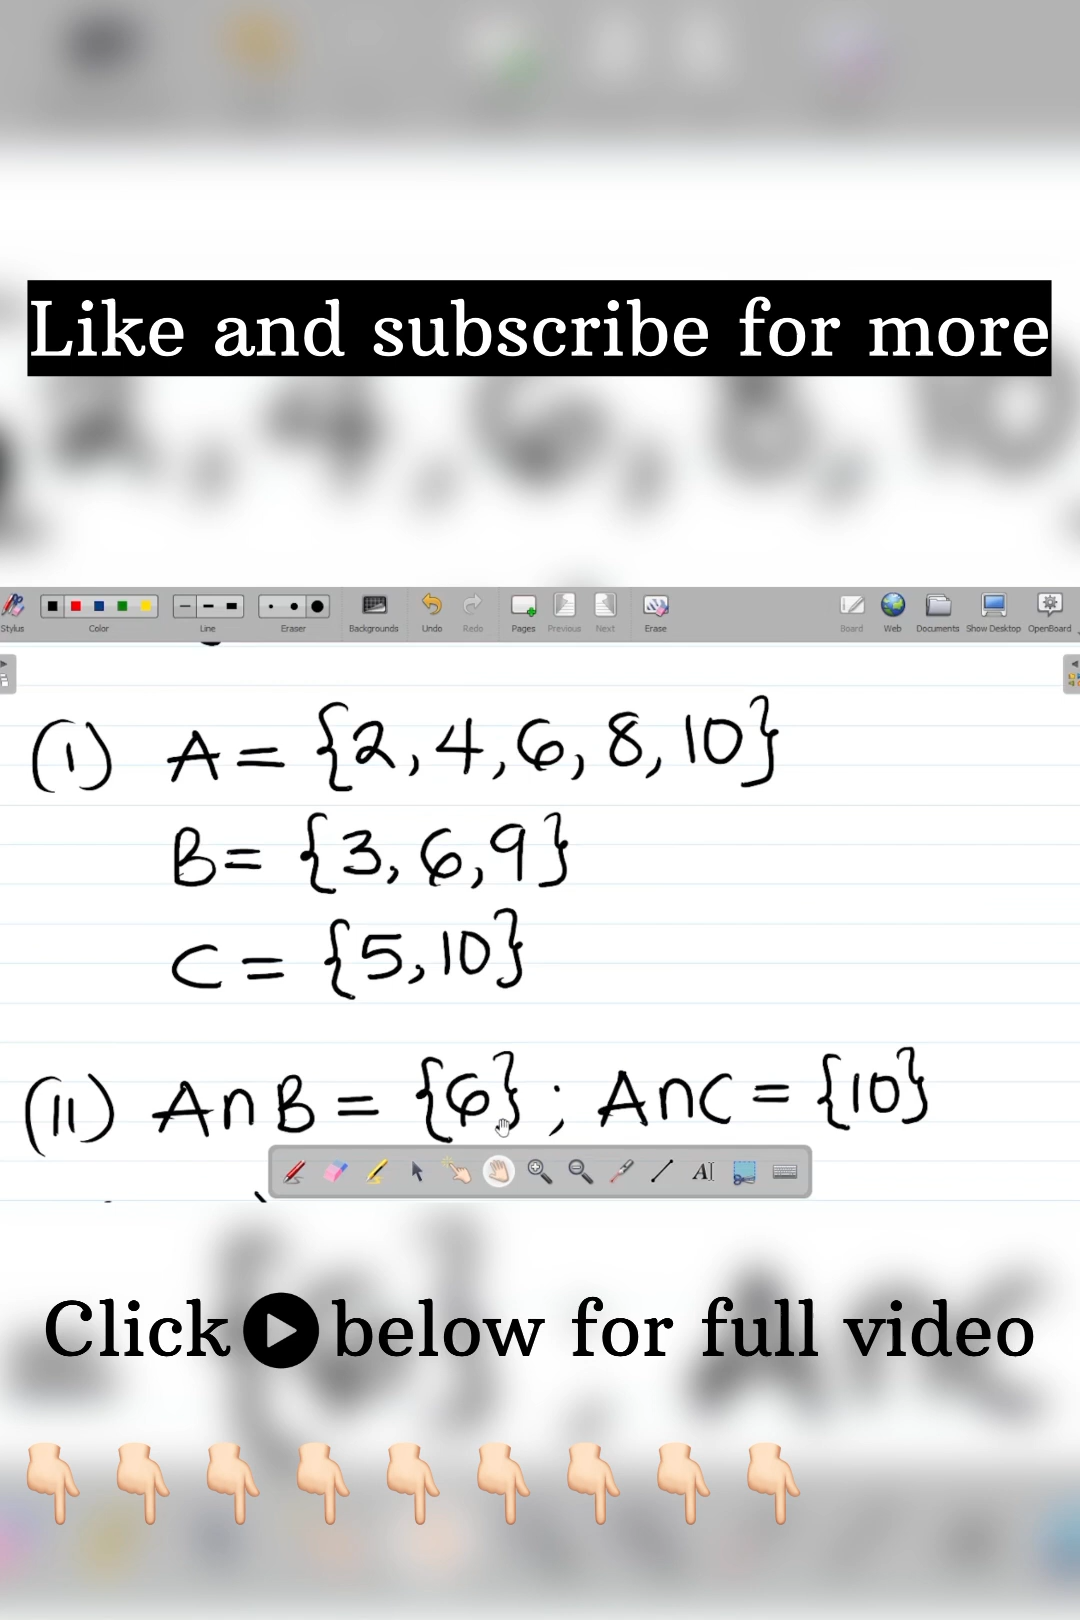 Like and subscribe for more
Stylus Color Line Eraser Backgrounds Undo Redo Pages Previous Next Erase Board Web Documents Show Desktop OpenBoard
(i) A = {2, 4, 6, 8, 10}
B = {3, 6, 9}
C = {5, 10}
(ii) A∩B = {6} ; A∩C = {10}
AI
Click below for full video